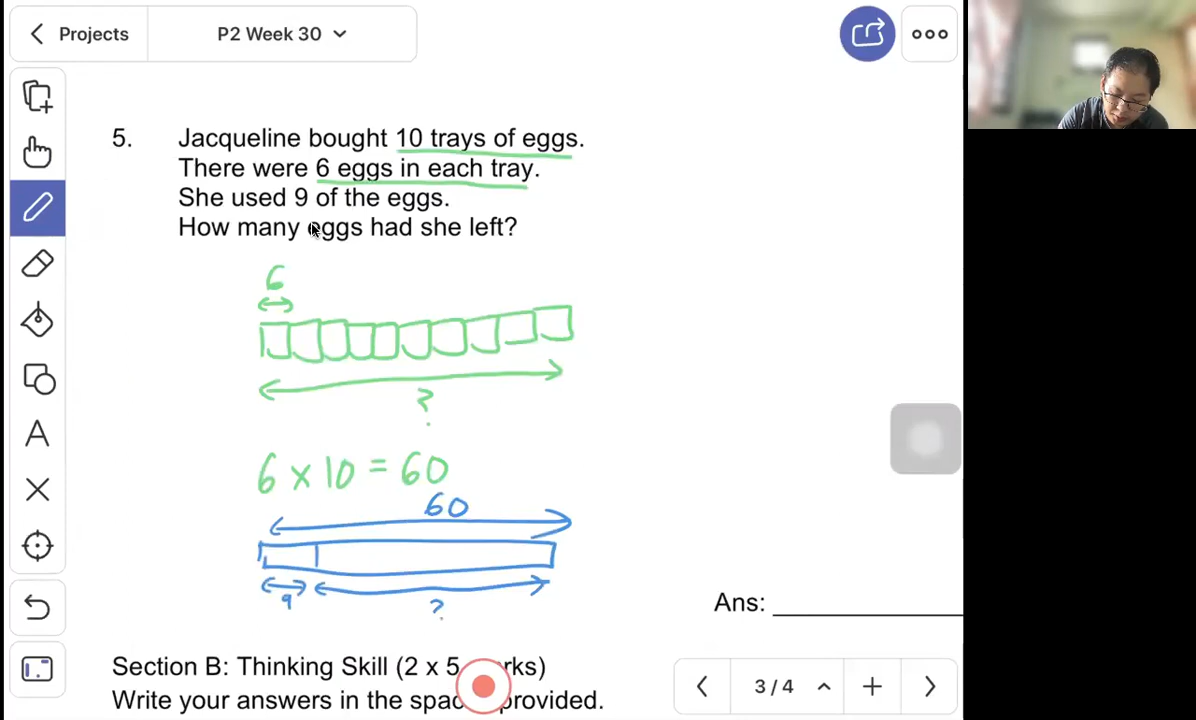 Projects
P2 Week 30
5. Jacqueline bought 10 trays of eggs.
There were 6 eggs in each tray.
She used 9 of the eggs.
How many eggs had she left?
6
?
6 x 10 = 60
60
9
?
Ans:
Section B: Thinking Skill (2 x 5
Write your answers in the provided.
3 / 4
A